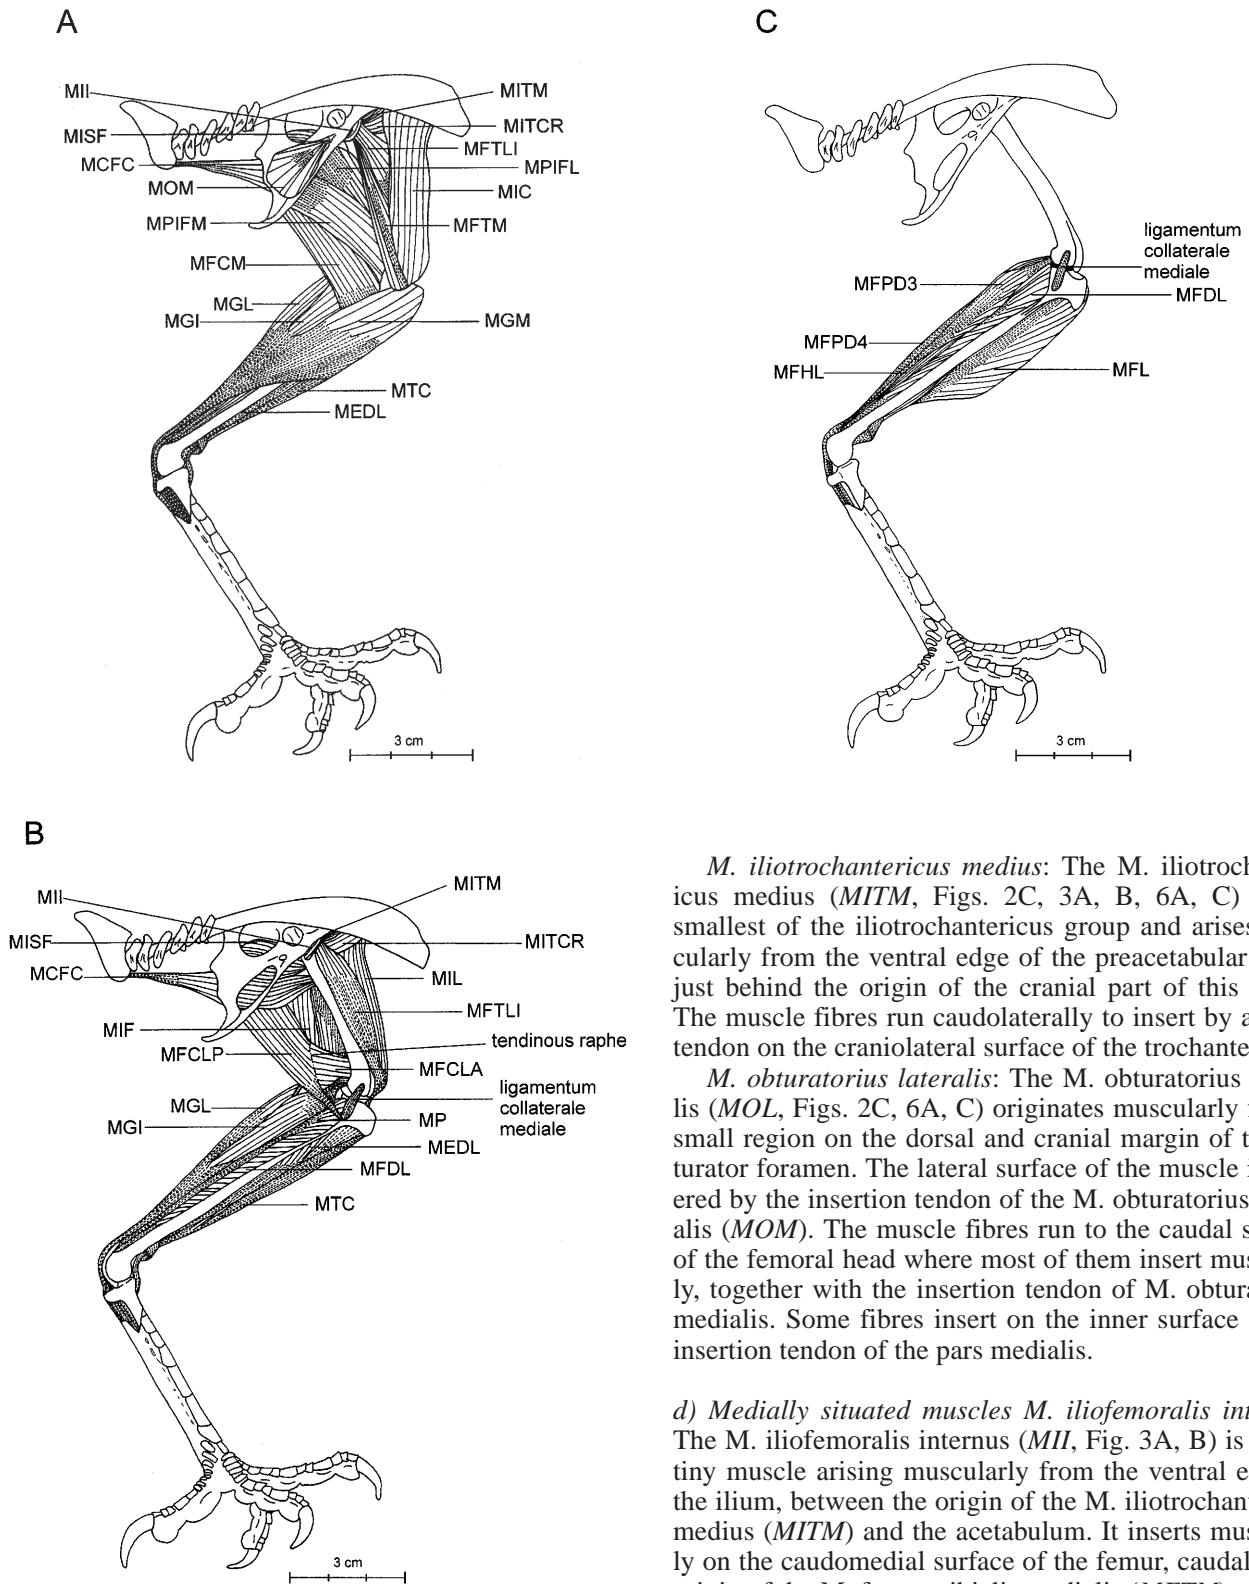 A
MII
MISF
MCFC
MOM
MPIFM
MFCM
MGL
MGI
MITM
MITCR
MFTLI
MPIFL
MIC
MFTM
MGM
MTC
MEDL
3 cm
C
ligamentum
collaterale
mediale
MFPD3
MFDL
MFPD4
MFHL
MFL
3 cm
B
MII
MISF
MCFC
MIF
MFCLP
MGL
MGI
MITM
MITCR
MIL
MFTLI
tendinous raphe
MFCLA
ligamentum
collaterale
mediale
MP
MEDL
MFDL
MTC
3 cm
M. iliotrochantericus medius: The M. iliotroch
icus medius (MITM, Figs. 2C, 3A, B, 6A, C)
smallest of the iliotrochantericus group and arises
cularly from the ventral edge of the preacetabular
just behind the origin of the cranial part of this
The muscle fibres run caudolaterally to insert by a
tendon on the craniolateral surface of the trochante
M. obturatorius lateralis: The M. obturatorius
lis (MOL, Figs. 2C, 6A, C) originates muscularly
small region on the dorsal and cranial margin of t
turator foramen. The lateral surface of the muscle i
ered by the insertion tendon of the M. obturatorius
alis (MOM). The muscle fibres run to the caudal s
of the femoral head where most of them insert mus
ly, together with the insertion tendon of M. obtura
medialis. Some fibres insert on the inner surface
insertion tendon of the pars medialis.
d) Medially situated muscles M. iliofemoralis int
The M. iliofemoralis internus (MII, Fig. 3A, B) is
tiny muscle arising muscularly from the ventral e
the ilium, between the origin of the M. iliotrochant
medius (MITM) and the acetabulum. It inserts mus
ly on the caudomedial surface of the femur, caudal